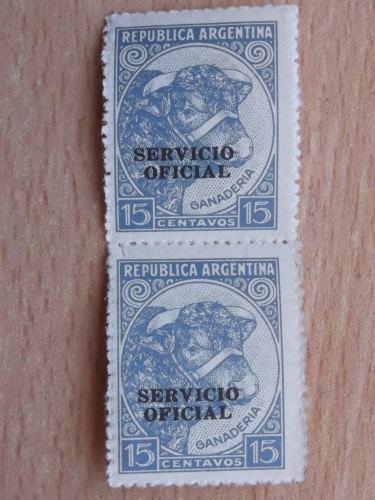 REPUBLICA ARGENTINA
SERVICIO
OFICIAL
GANADERIA
15 CENTAVOS 15
REPUBLICA ARGENTINA
SERVICIO
OFICIAL
GANADERIA
15 CENTAVOS 15